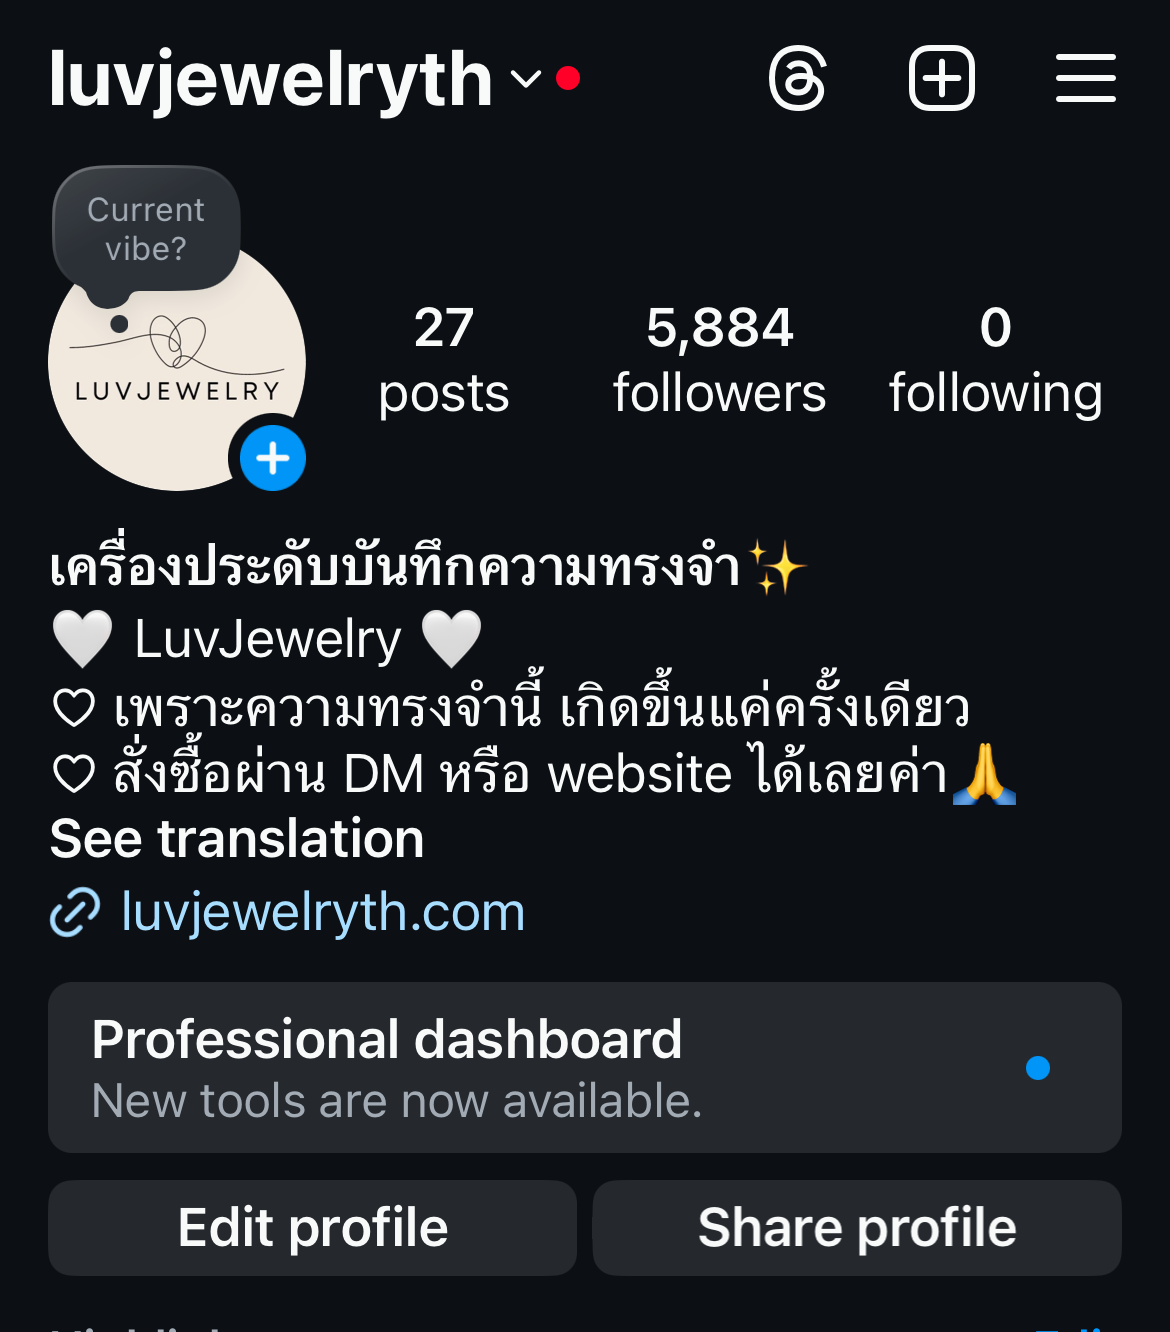 luvjewelryth
Current
vibe?
LUVJEWELRY
27
posts
5,884
followers
0
following
เครื่องประดับบันทึกความทรงจำ✨
🤍 LuvJewelry 🤍
♡ เพราะความทรงจำนี้ เกิดขึ้นแค่ครั้งเดียว
♡ สั่งซื้อผ่าน DM หรือ website ได้เลยค่า🙏
See translation
luvjewelryth.com
Professional dashboard
New tools are now available.
Edit profile
Share profile